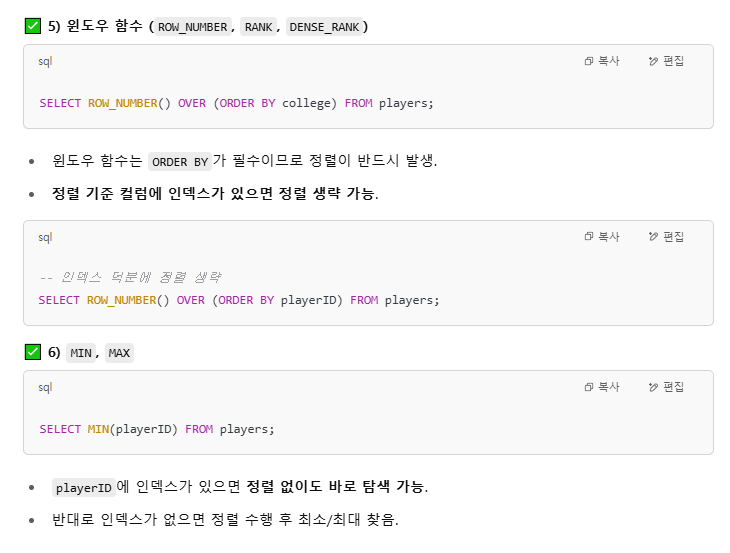 ✅ 5) 윈도우 함수 (ROW_NUMBER, RANK, DENSE_RANK)
sql
복사
편집
SELECT ROW_NUMBER() OVER (ORDER BY college) FROM players;
• 윈도우 함수는 ORDER BY가 필수이므로 정렬이 반드시 발생.
• 정렬 기준 컬럼에 인덱스가 있으면 정렬 생략 가능.
sql
복사
편집
-- 인덱스 덕분에 정렬 생략
SELECT ROW_NUMBER() OVER (ORDER BY playerID) FROM players;
✅ 6) MIN, MAX
sql
복사
편집
SELECT MIN(playerID) FROM players;
• playerID에 인덱스가 있으면 정렬 없이도 바로 탐색 가능.
• 반대로 인덱스가 없으면 정렬 수행 후 최소/최대 찾음.